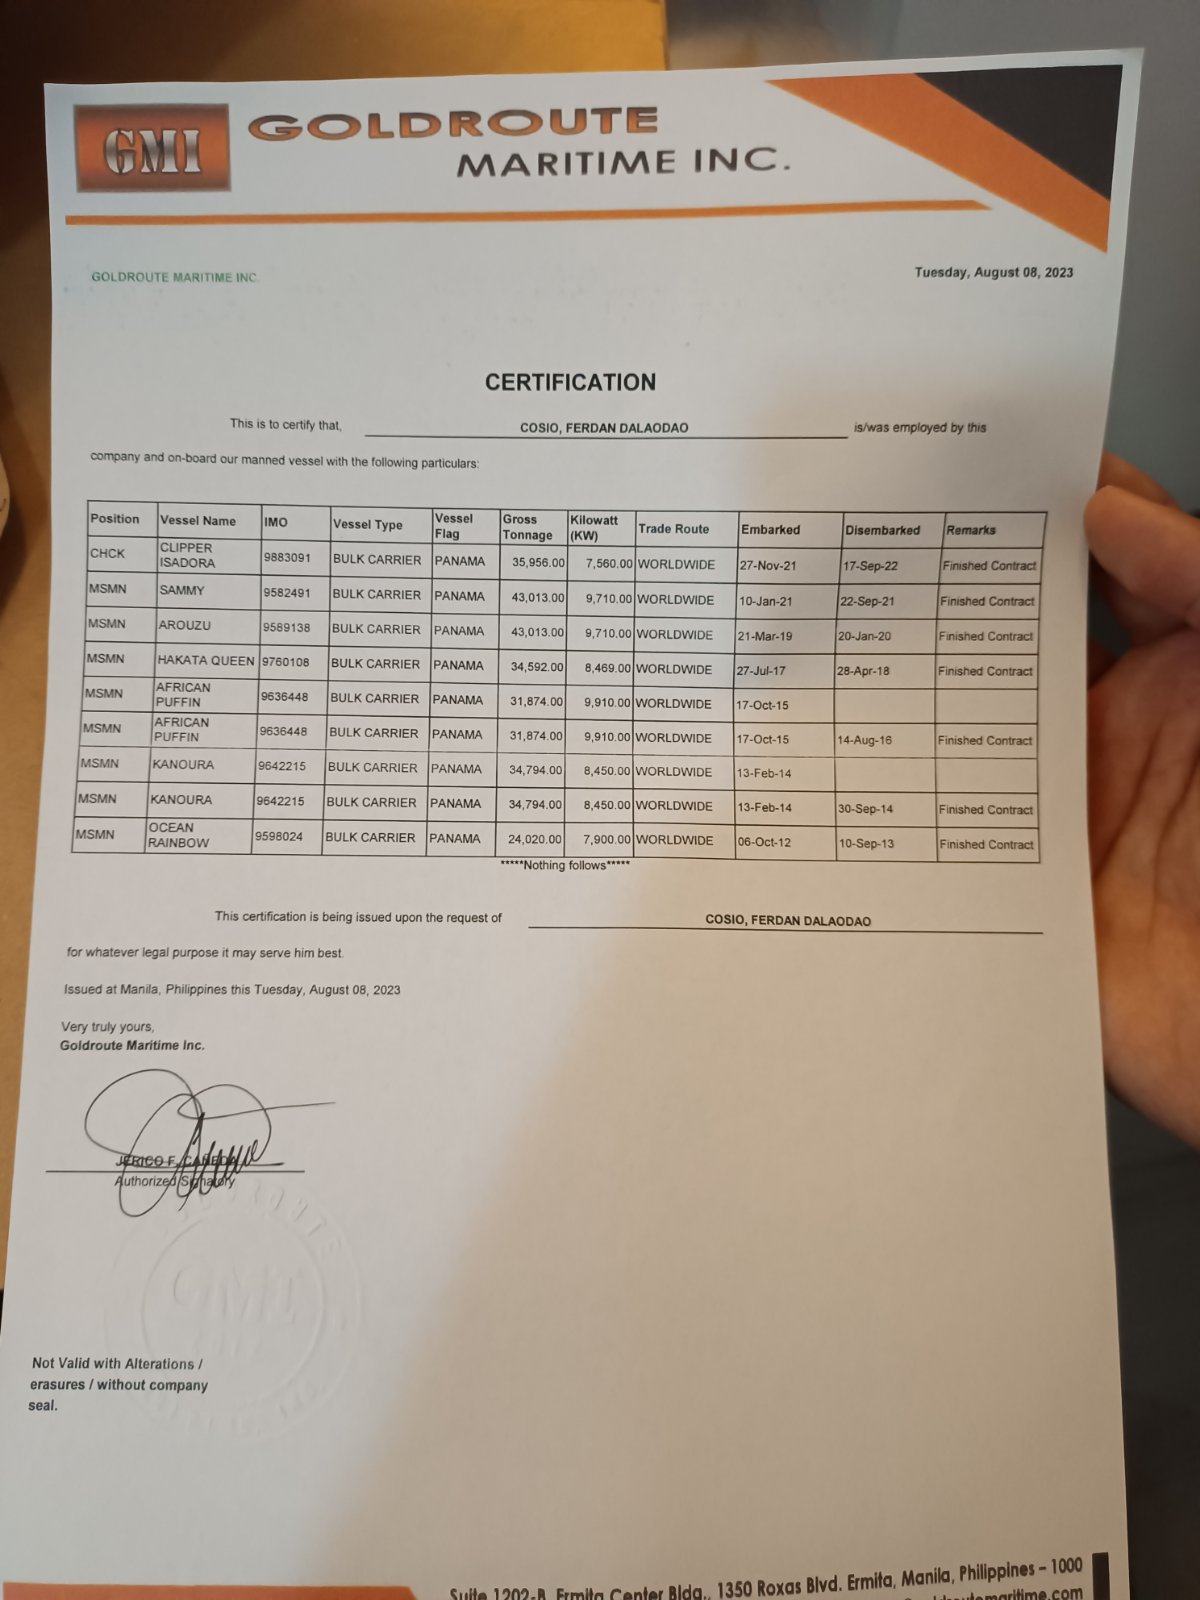 GMI GOLDROUTE
MARITIME INC.
GOLDROUTE MARITIME INC.
Tuesday, August 08, 2023
CERTIFICATION
This is to certify that, COSIO, FERDAN DALAODAO is/was employed by this
company and on-board our manned vessel with the following particulars:
Position Vessel Name IMO Vessel Type Vessel Flag Gross Tonnage Kilowatt (KW) Trade Route Embarked Disembarked Remarks
CHCK CLIPPER ISADORA 9883091 BULK CARRIER PANAMA 35,956.00 7,560.00 WORLDWIDE 27-Nov-21 17-Sep-22 Finished Contract
MSMN SAMMY 9582491 BULK CARRIER PANAMA 43,013.00 9,710.00 WORLDWIDE 10-Jan-21 22-Sep-21 Finished Contract
MSMN AROUZU 9589138 BULK CARRIER PANAMA 43,013.00 9,710.00 WORLDWIDE 21-Mar-19 20-Jan-20 Finished Contract
MSMN HAKATA QUEEN 9760108 BULK CARRIER PANAMA 34,592.00 8,469.00 WORLDWIDE 27-Jul-17 28-Apr-18 Finished Contract
MSMN AFRICAN PUFFIN 9636448 BULK CARRIER PANAMA 31,874.00 9,910.00 WORLDWIDE 17-Oct-15
MSMN AFRICAN PUFFIN 9636448 BULK CARRIER PANAMA 31,874.00 9,910.00 WORLDWIDE 17-Oct-15 14-Aug-16 Finished Contract
MSMN KANOURA 9642215 BULK CARRIER PANAMA 34,794.00 8,450.00 WORLDWIDE 13-Feb-14
MSMN KANOURA 9642215 BULK CARRIER PANAMA 34,794.00 8,450.00 WORLDWIDE 13-Feb-14 30-Sep-14 Finished Contract
MSMN OCEAN RAINBOW 9598024 BULK CARRIER PANAMA 24,020.00 7,900.00 WORLDWIDE 06-Oct-12 10-Sep-13 Finished Contract
*****Nothing follows*****
This certification is being issued upon the request of COSIO, FERDAN DALAODAO
for whatever legal purpose it may serve him best.
Issued at Manila, Philippines this Tuesday, August 08, 2023
Very truly yours,
Goldroute Maritime Inc.
JERICO F. CAÑEDA
Authorized Signatory
GMI
Not Valid with Alterations /
erasures / without company
seal.
Suite 1202-B, Ermita Center Bldg., 1350 Roxas Blvd. Ermita, Manila, Philippines – 1000